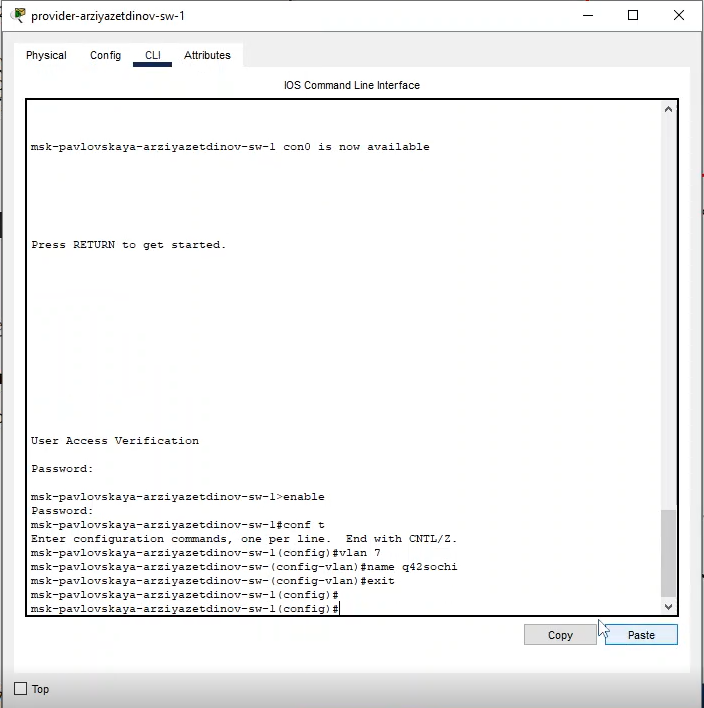 provider-arziyazetdinov-sw-1
Physical Config CLI Attributes
IOS Command Line Interface
msk-pavlovskaya-arziyazetdinov-sw-1 con0 is now available
Press RETURN to get started.
User Access Verification
Password:
msk-pavlovskaya-arziyazetdinov-sw-1>enable
Password:
msk-pavlovskaya-arziyazetdinov-sw-1#conf t
Enter configuration commands, one per line.  End with CNTL/Z.
msk-pavlovskaya-arziyazetdinov-sw-1(config)#vlan 7
msk-pavlovskaya-arziyazetdinov-sw-(config-vlan)#name q42sochi
msk-pavlovskaya-arziyazetdinov-sw-(config-vlan)#exit
msk-pavlovskaya-arziyazetdinov-sw-1(config)#
msk-pavlovskaya-arziyazetdinov-sw-1(config)#
Copy Paste
Top